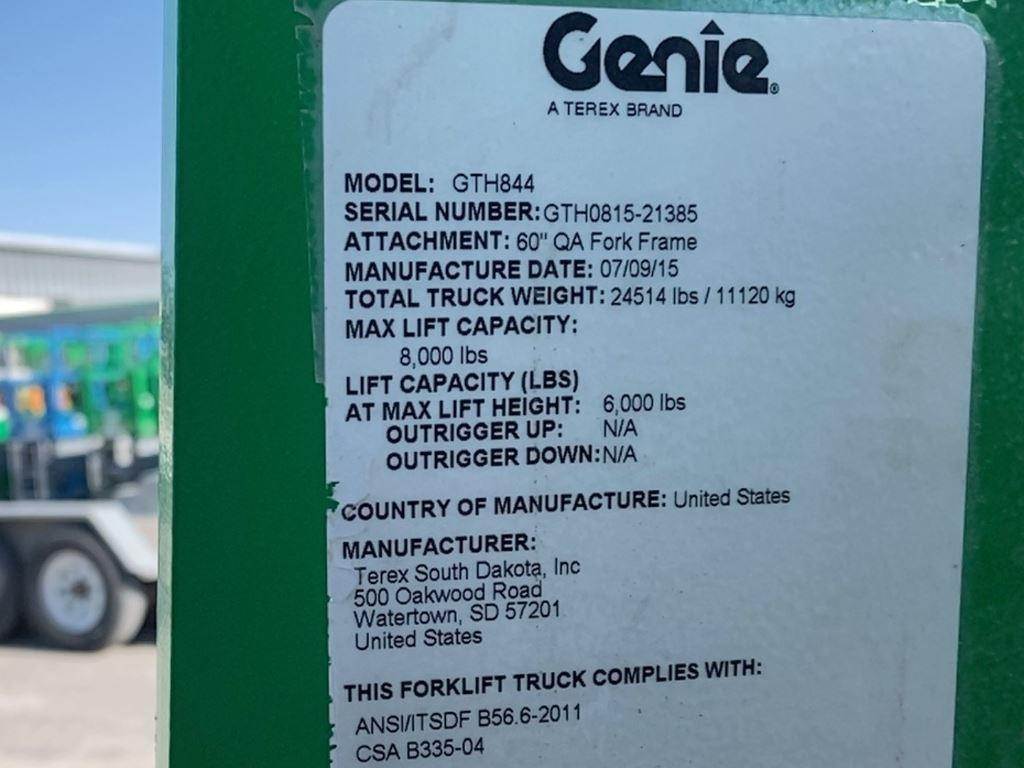 Genie®
A TEREX BRAND
MODEL: GTH844
SERIAL NUMBER: GTH0815-21385
ATTACHMENT: 60" QA Fork Frame
MANUFACTURE DATE: 07/09/15
TOTAL TRUCK WEIGHT: 24514 lbs / 11120 kg
MAX LIFT CAPACITY:
8,000 lbs
LIFT CAPACITY (LBS)
AT MAX LIFT HEIGHT: 6,000 lbs
OUTRIGGER UP: N/A
OUTRIGGER DOWN: N/A
COUNTRY OF MANUFACTURE: United States
MANUFACTURER:
Terex South Dakota, Inc
500 Oakwood Road
Watertown, SD 57201
United States
THIS FORKLIFT TRUCK COMPLIES WITH:
ANSI/ITSDF B56.6-2011
CSA B335-04